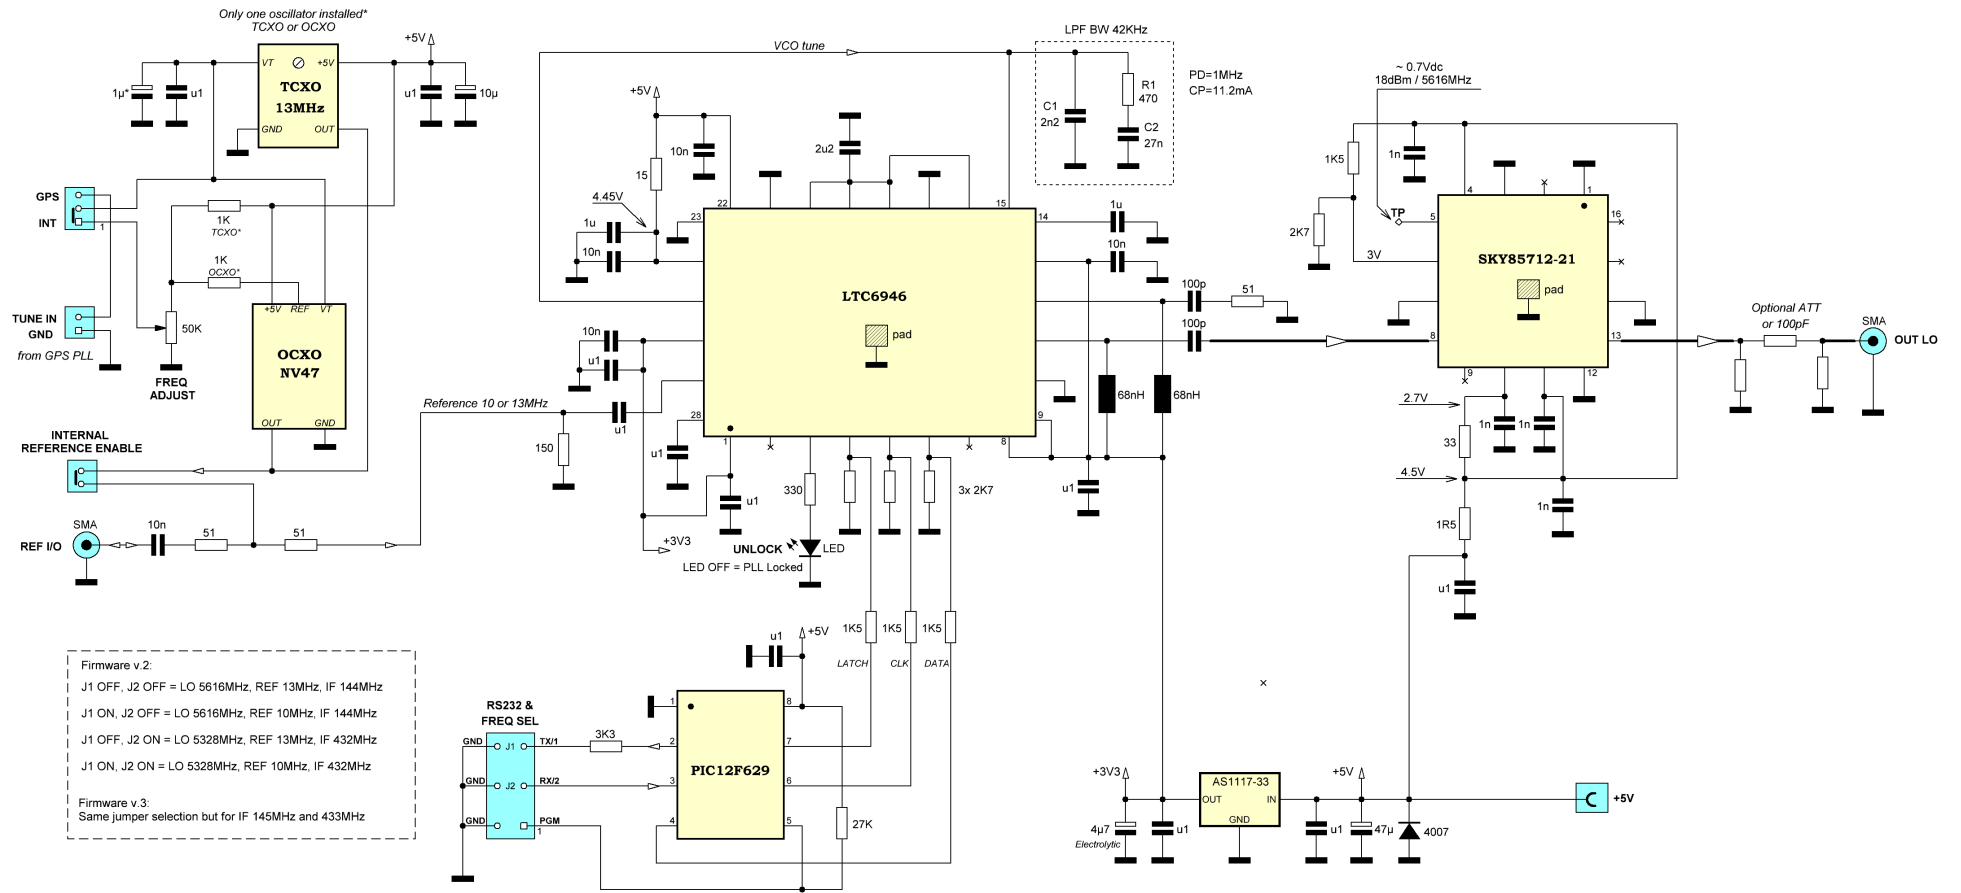 Only one oscillator installed*
TCXO or OCXO
+5V
VT
+5V
TCXO
13MHz
GND
OUT
1µ*
u1
u1
10µ
GPS
INT
1
1K
TCXO*
1K
OCXO*
TUNE IN
GND
from GPS PLL
50K
FREQ
ADJUST
+5V
REF
VT
OCXO
NV47
OUT
GND
INTERNAL
REFERENCE ENABLE
SMA
REF I/O
10n
51
51
Reference 10 or 13MHz
150
u1
VCO tune
+5V
10n
15
4.45V
1u
10n
10n
u1
u1
2u2
22
23
28
1
15
14
9
8
LTC6946
pad
LPF BW 42KHz
C1
2n2
R1
470
C2
27n
PD=1MHz
CP=11.2mA
1u
10n
100p
51
100p
68nH
68nH
u1
u1
+3V3
330
UNLOCK
LED
LED OFF = PLL Locked
3x 2K7
1K5
1K5
1K5
LATCH
CLK
DATA
~ 0.7Vdc
18dBm / 5616MHz
1K5
1n
2K7
3V
TP
4
1
5
16
8
13
9
12
SKY85712-21
pad
2.7V
1n
1n
33
4.5V
1n
1R5
u1
Optional ATT
or 100pF
SMA
OUT LO
Firmware v.2:
J1 OFF, J2 OFF = LO 5616MHz, REF 13MHz, IF 144MHz
J1 ON, J2 OFF = LO 5616MHz, REF 10MHz, IF 144MHz
J1 OFF, J2 ON = LO 5328MHz, REF 13MHz, IF 432MHz
J1 ON, J2 ON = LO 5328MHz, REF 10MHz, IF 432MHz
Firmware v.3:
Same jumper selection but for IF 145MHz and 433MHz
RS232 &
FREQ SEL
GND
J1
TX/1
GND
J2
RX/2
GND
PGM
1
3K3
u1
+5V
1
2
3
4
8
7
6
5
PIC12F629
27K
+3V3
4µ7
Electrolytic
u1
AS1117-33
OUT
IN
GND
+5V
u1
47µ
4007
+5V